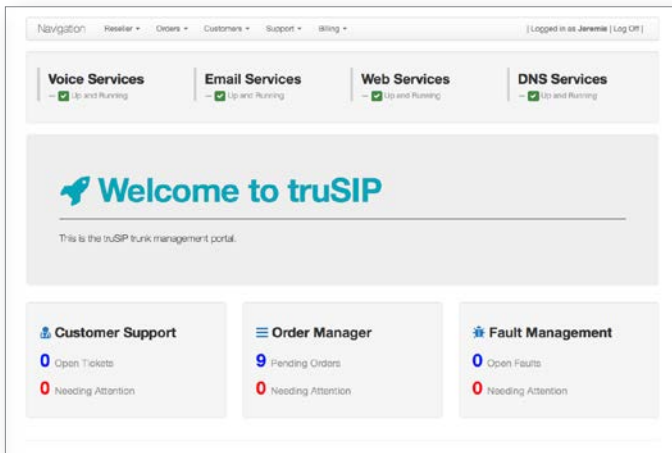 Navigation Reseller Orders Customers Support Billing | Logged in as Jeremie | Log Off |
Voice Services Email Services Web Services DNS Services
— Up and Running — Up and Running — Up and Running — Up and Running
Welcome to truSIP
This is the truSIP trunk management portal.
Customer Support Order Manager Fault Management
0 Open Tickets 9 Pending Orders 0 Open Faults
0 Needing Attention 0 Needing Attention 0 Needing Attention